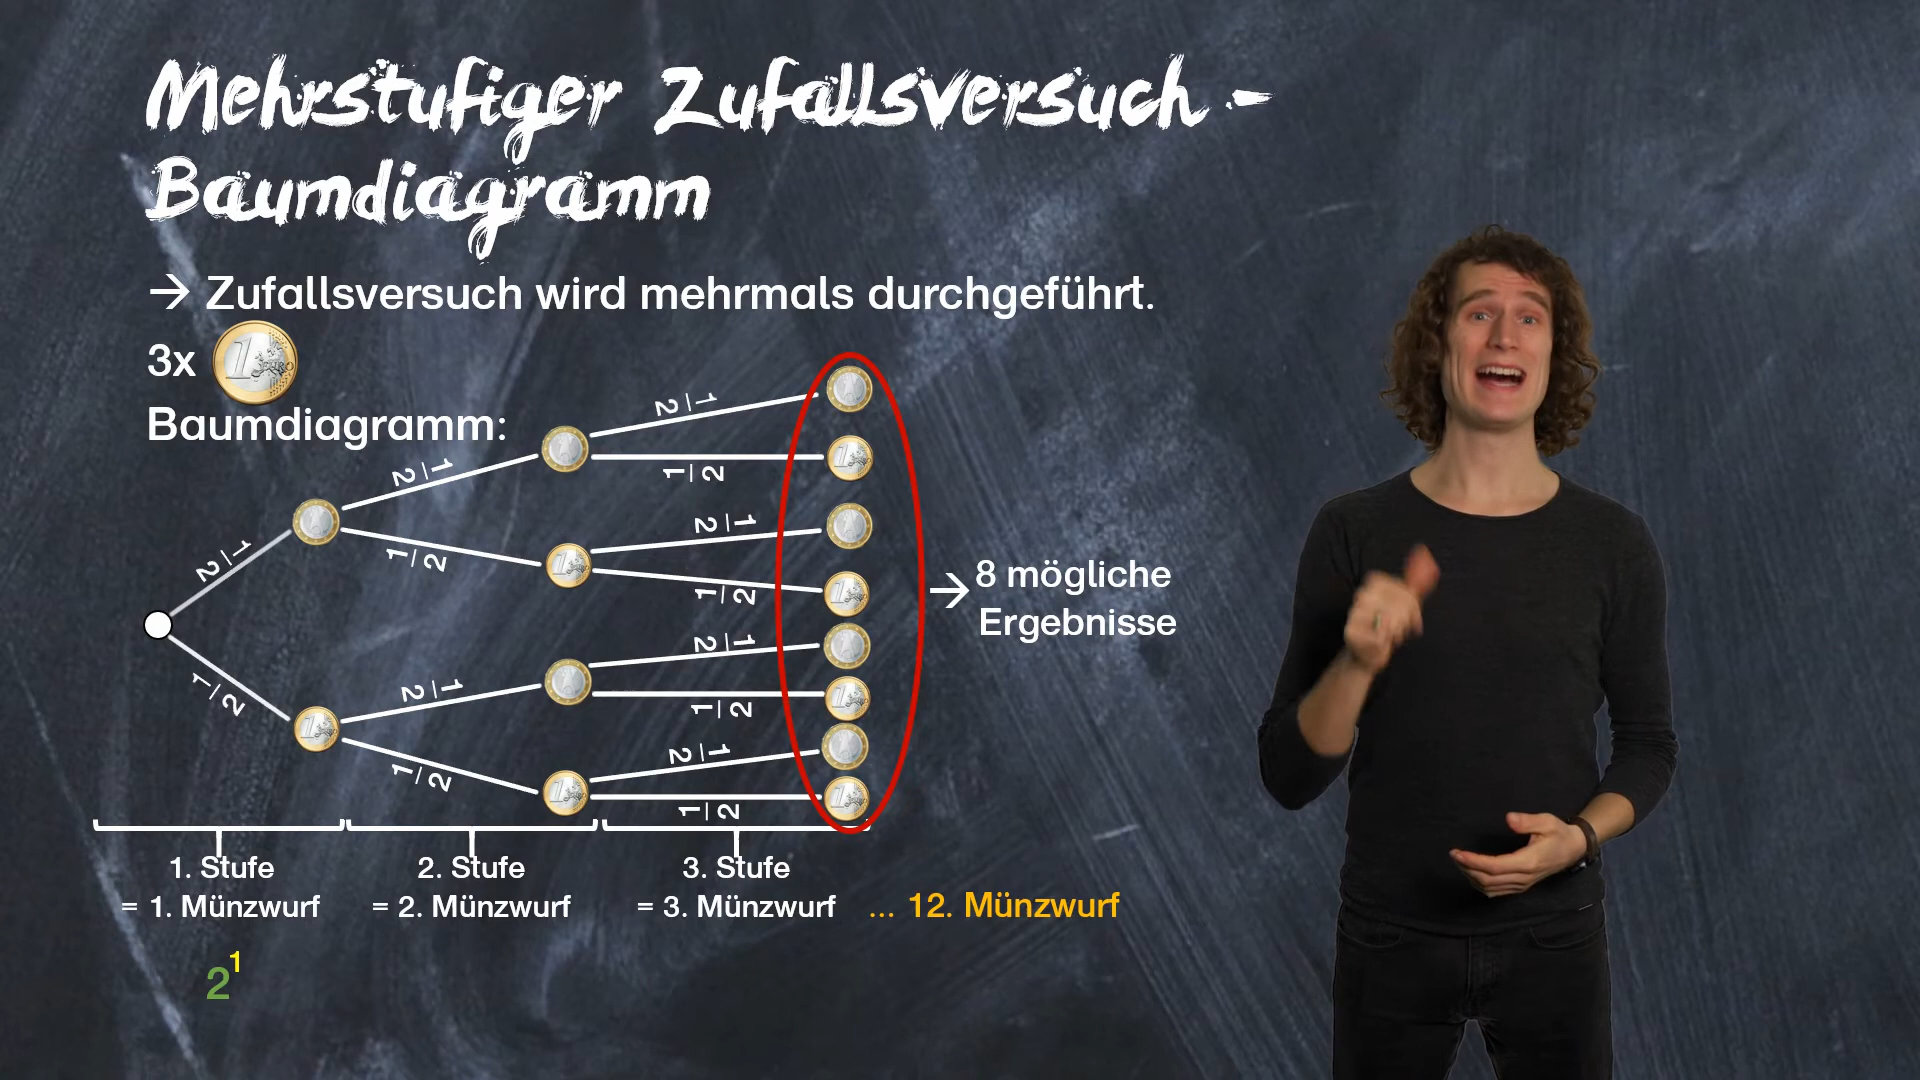 Mehrstufiger Zufallsversuch -
Baumdiagramm
→ Zufallsversuch wird mehrmals durchgeführt.
3x 1 EURO
Baumdiagramm:
1/2
1/2
1/2
1/2
1/2
1/2
1/2
1/2
1/2
1/2
1/2
1/2
1/2
1/2
→ 8 mögliche
Ergebnisse
1. Stufe 2. Stufe 3. Stufe
= 1. Münzwurf = 2. Münzwurf = 3. Münzwurf ... 12. Münzwurf
2¹